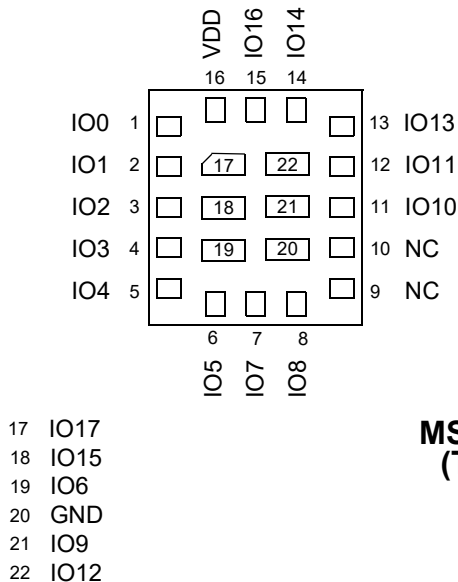 VDD IO16 IO14
16 15 14
IO0 1 13 IO13
IO1 2 17 22 12 IO11
IO2 3 18 21 11 IO10
IO3 4 19 20 10 NC
IO4 5 9 NC
6 7 8
IO5 IO7 IO8
17 IO17
18 IO15
19 IO6
20 GND
21 IO9
22 IO12